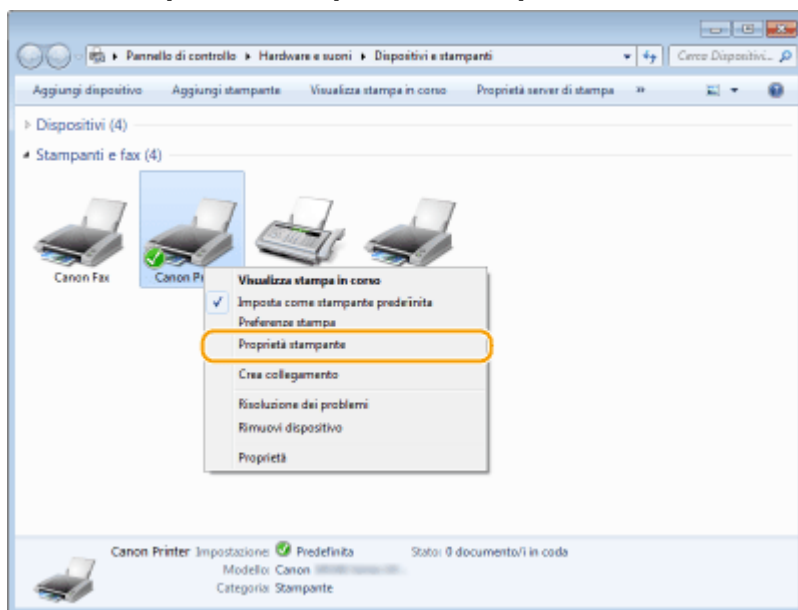 Pannello di controllo ▸ Hardware e suoni ▸ Dispositivi e stampanti
Cerca Dispositivi...
Aggiungi dispositivo Aggiungi stampante Visualizza stampa in corso Proprietà server di stampa »
Dispositivi (4)
Stampanti e fax (4)
Canon Fax
Canon
Visualizza stampa in corso
Imposta come stampante predefinita
Preferenze stampa
Proprietà stampante
Crea collegamento
Risoluzione dei problemi
Rimuovi dispositivo
Proprietà
Canon Printer Impostazione: Predefinita Stato: 0 documento/i in coda
Modello: Canon
Categoria: Stampante